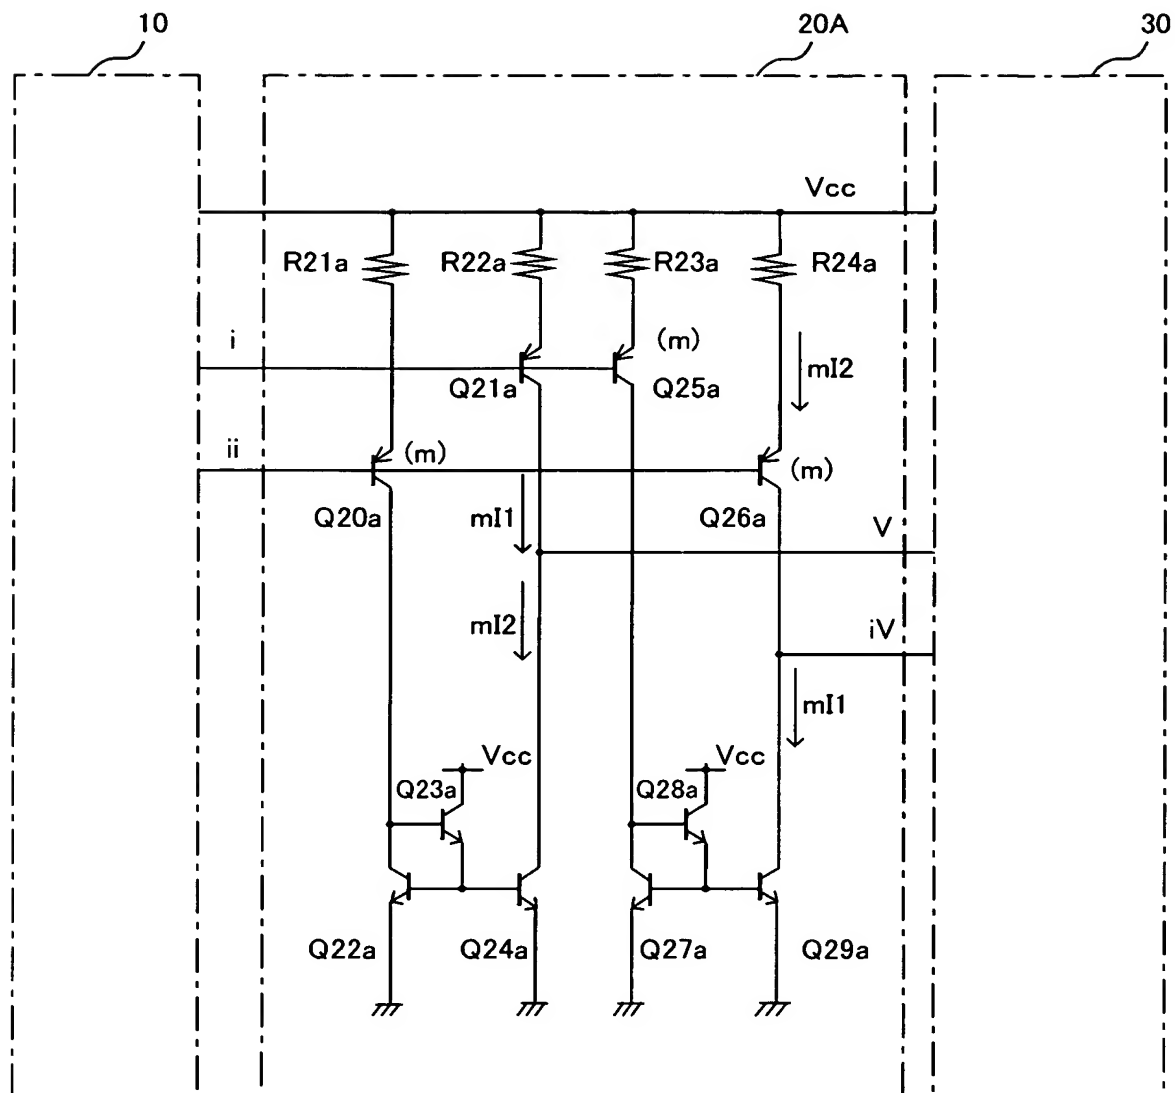 10
20A
30
Vcc
R21a
R22a
R23a
R24a
i
(m)
mI2
Q21a
Q25a
ii
(m)
(m)
Q20a
mI1
Q26a
V
mI2
iV
mI1
Vcc
Vcc
Q23a
Q28a
Q22a
Q24a
Q27a
Q29a